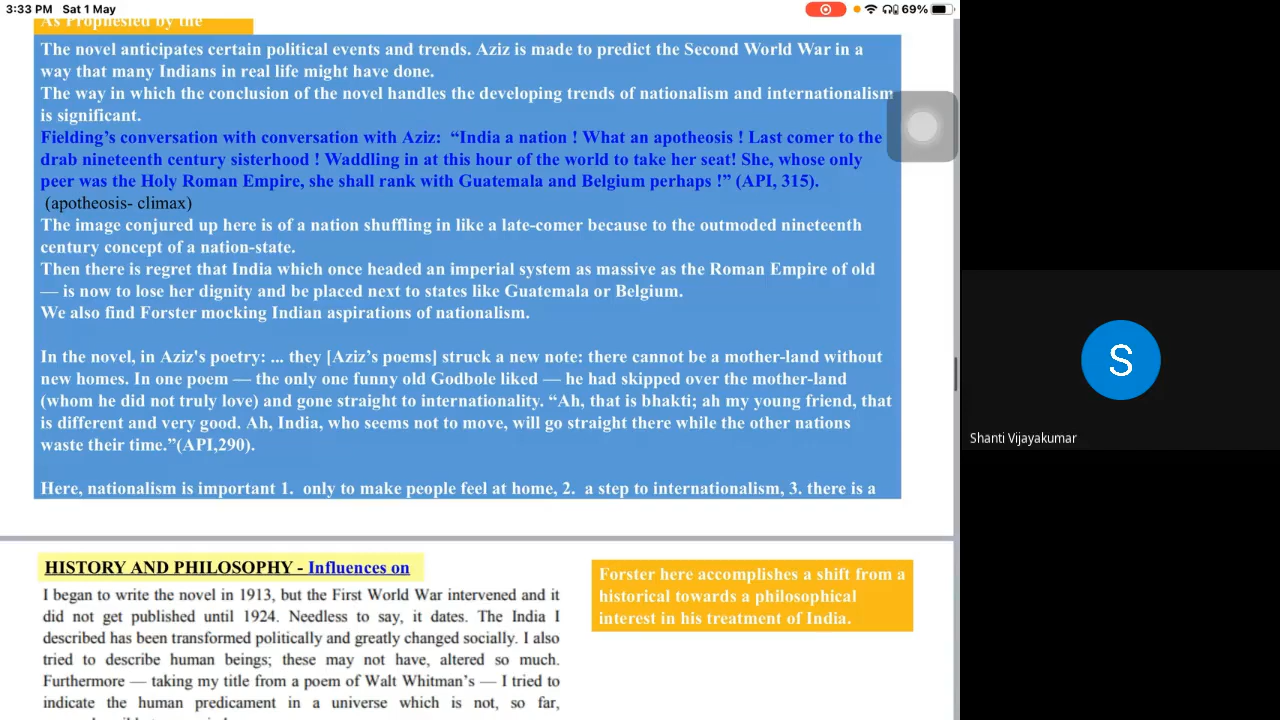 3:33 PM Sat 1 May
69%
As Prophesied by the
The novel anticipates certain political events and trends. Aziz is made to predict the Second World War in a
way that many Indians in real life might have done.
The way in which the conclusion of the novel handles the developing trends of nationalism and internationalism
is significant.
Fielding’s conversation with conversation with Aziz: “India a nation ! What an apotheosis ! Last comer to the
drab nineteenth century sisterhood ! Waddling in at this hour of the world to take her seat! She, whose only
peer was the Holy Roman Empire, she shall rank with Guatemala and Belgium perhaps !” (API, 315).
(apotheosis- climax)
The image conjured up here is of a nation shuffling in like a late-comer because to the outmoded nineteenth
century concept of a nation-state.
Then there is regret that India which once headed an imperial system as massive as the Roman Empire of old
— is now to lose her dignity and be placed next to states like Guatemala or Belgium.
We also find Forster mocking Indian aspirations of nationalism.
In the novel, in Aziz's poetry: ... they [Aziz’s poems] struck a new note: there cannot be a mother-land without
new homes. In one poem — the only one funny old Godbole liked — he had skipped over the mother-land
(whom he did not truly love) and gone straight to internationality. “Ah, that is bhakti; ah my young friend, that
is different and very good. Ah, India, who seems not to move, will go straight there while the other nations
waste their time.”(API,290).
Here, nationalism is important 1. only to make people feel at home, 2. a step to internationalism, 3. there is a
HISTORY AND PHILOSOPHY - Influences on
I began to write the novel in 1913, but the First World War intervened and it
did not get published until 1924. Needless to say, it dates. The India I
described has been transformed politically and greatly changed socially. I also
tried to describe human beings; these may not have, altered so much.
Furthermore — taking my title from a poem of Walt Whitman’s — I tried to
indicate the human predicament in a universe which is not, so far,
Forster here accomplishes a shift from a
historical towards a philosophical
interest in his treatment of India.
S
Shanti Vijayakumar